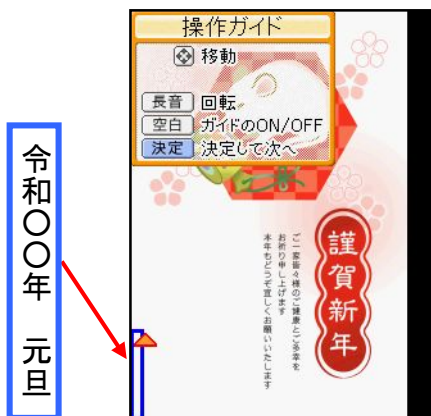 操作ガイド
移動
長音 回転
空白 ガイドのON/OFF
決定 決定して次へ
謹賀新年
ご一家皆々様のご健康とご多幸を
お祈り申し上げます
本年もどうぞ宜しくお願いいたします
令和〇〇年 元旦